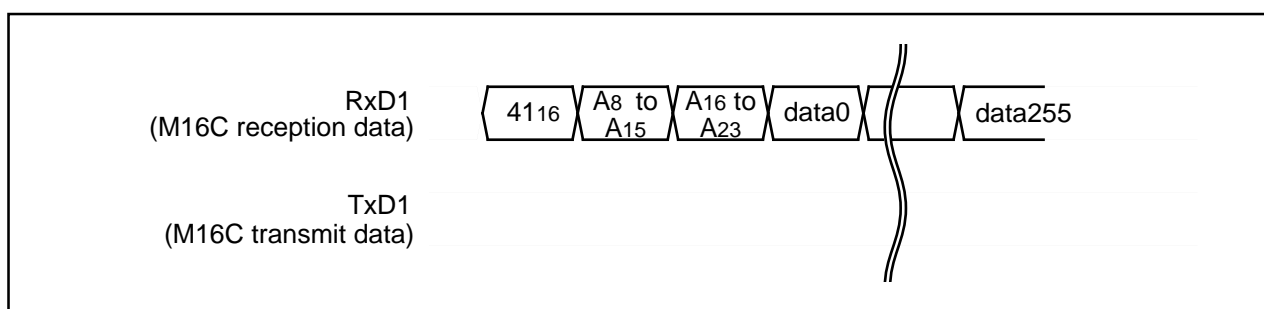 RxD1
(M16C reception data)
4116
A8 to
A15
A16 to
A23
data0
data255
TxD1
(M16C transmit data)